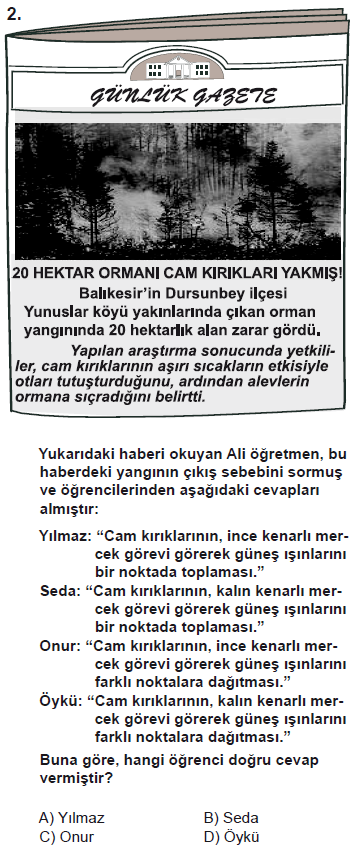 2.
GÜNLÜK GAZETE
20 HEKTAR ORMANI CAM KIRIKLARI YAKMIŞ!
Balıkesir'in Dursunbey ilçesi
Yunuslar köyü yakınlarında çıkan orman
yangınında 20 hektarlık alan zarar gördü.
Yapılan araştırma sonucunda yetkili-
ler, cam kırıklarının aşırı sıcakların etkisiyle
otları tutuşturduğunu, ardından alevlerin
ormana sıçradığını belirtti.
Yukarıdaki haberi okuyan Ali öğretmen, bu
haberdeki yangının çıkış sebebini sormuş
ve öğrencilerinden aşağıdaki cevapları
almıştır:
Yılmaz: “Cam kırıklarının, ince kenarlı mer-
cek görevi görerek güneş ışınlarını
bir noktada toplaması.”
Seda: “Cam kırıklarının, kalın kenarlı mer-
cek görevi görerek güneş ışınlarını
bir noktada toplaması.”
Onur: “Cam kırıklarının, ince kenarlı mer-
cek görevi görerek güneş ışınlarını
farklı noktalara dağıtması.”
Öykü: “Cam kırıklarının, kalın kenarlı mer-
cek görevi görerek güneş ışınlarını
farklı noktalara dağıtması.”
Buna göre, hangi öğrenci doğru cevap
vermiştir?
A) Yılmaz B) Seda
C) Onur D) Öykü